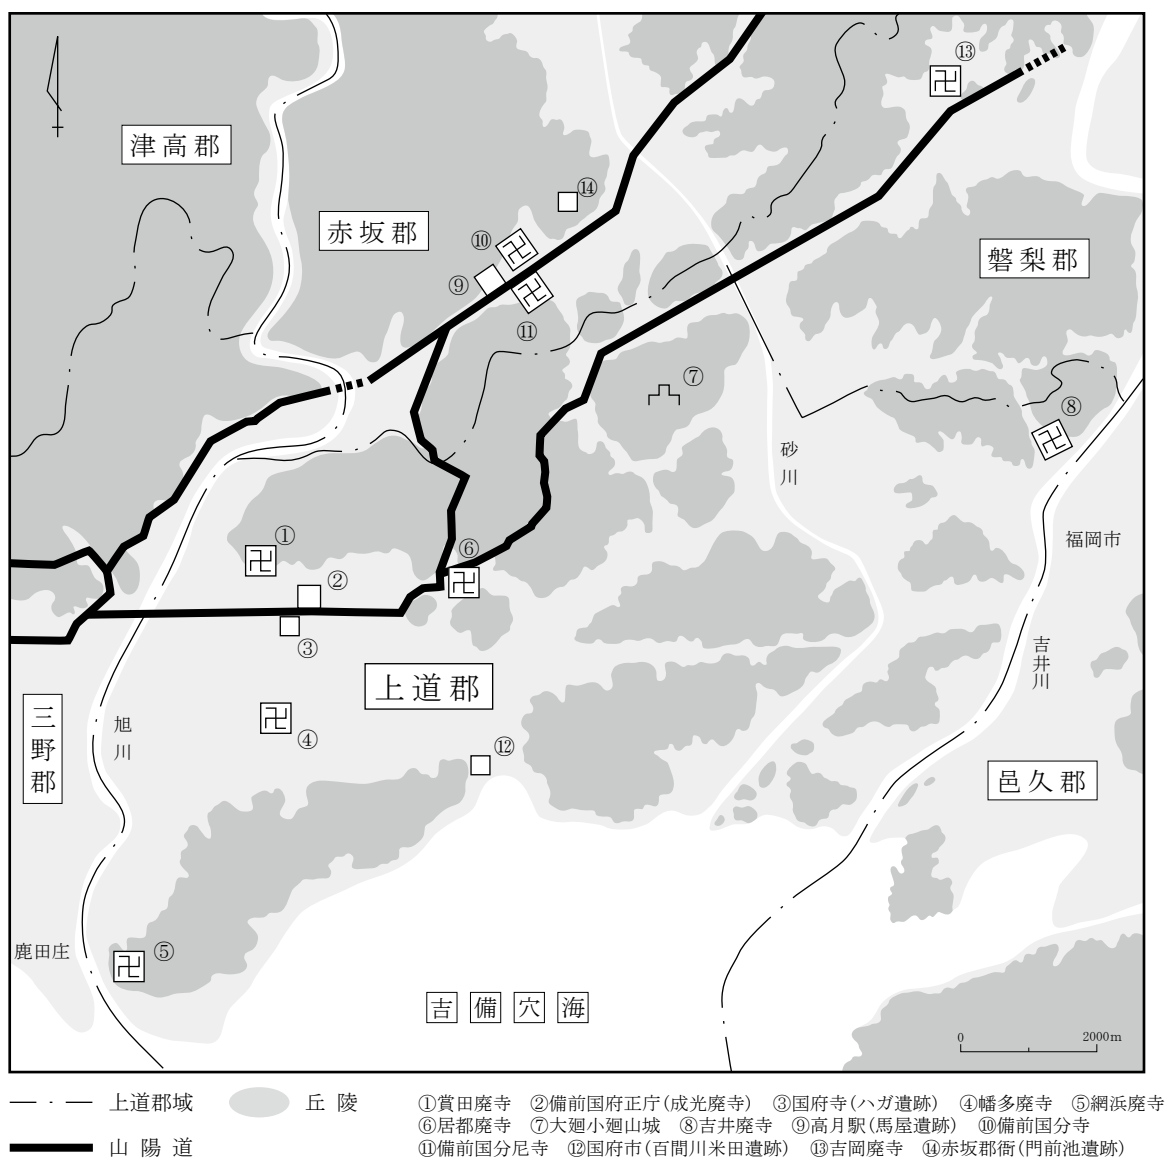 ⑬
津高郡
⑭
赤坂郡
⑩
磐梨郡
⑨
⑪
⑦
⑧
砂川
①
⑥
福岡市
②
③
吉井川
上道郡
三野郡
旭川
④
⑫
邑久郡
鹿田庄
⑤
吉備穴海
0 2000m
上道郡域 丘陵
山陽道
①賞田廃寺 ②備前国府正庁(成光廃寺) ③国府寺(ハガ遺跡) ④幡多廃寺 ⑤網浜廃寺
⑥居都廃寺 ⑦大廻小廻山城 ⑧吉井廃寺 ⑨高月駅(馬屋遺跡) ⑩備前国分寺
⑪備前国分尼寺 ⑫国府市(百間川米田遺跡) ⑬吉岡廃寺 ⑭赤坂郡衙(門前池遺跡)